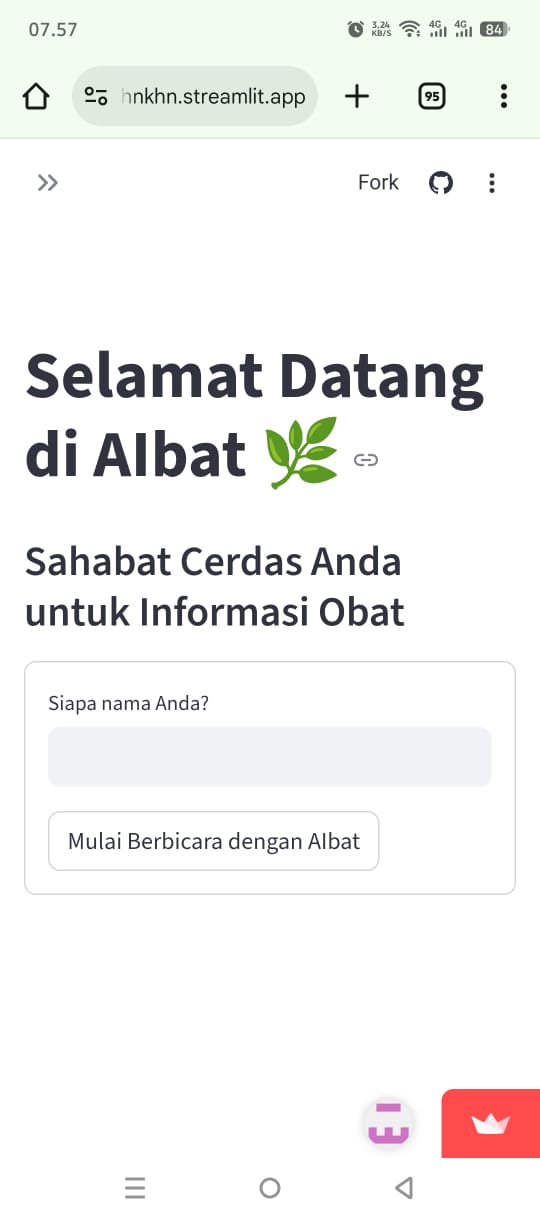 07.57
3,24
KB/S
4G
4G
84
hnkhn.streamlit.app
95
Fork
Selamat Datang
di AIbat
Sahabat Cerdas Anda
untuk Informasi Obat
Siapa nama Anda?
Mulai Berbicara dengan AIbat